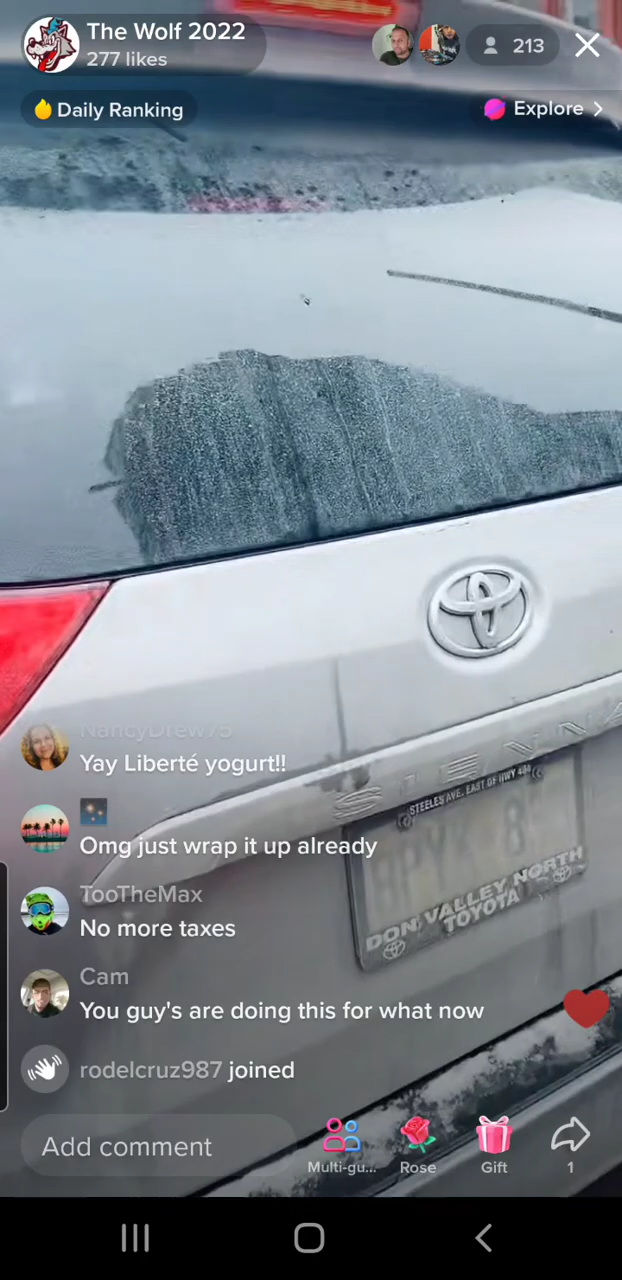 The Wolf 2022
277 likes
213
Daily Ranking
Explore
SIENNA
STEELES AVE. EAST OF HWY 404
DON VALLEY NORTH
TOYOTA
NancyDrew75
Yay Liberté yogurt!!
Omg just wrap it up already
TooTheMax
No more taxes
Cam
You guy's are doing this for what now
rodelcruz987 joined
Add comment
Multi-gu...
Rose
Gift
1